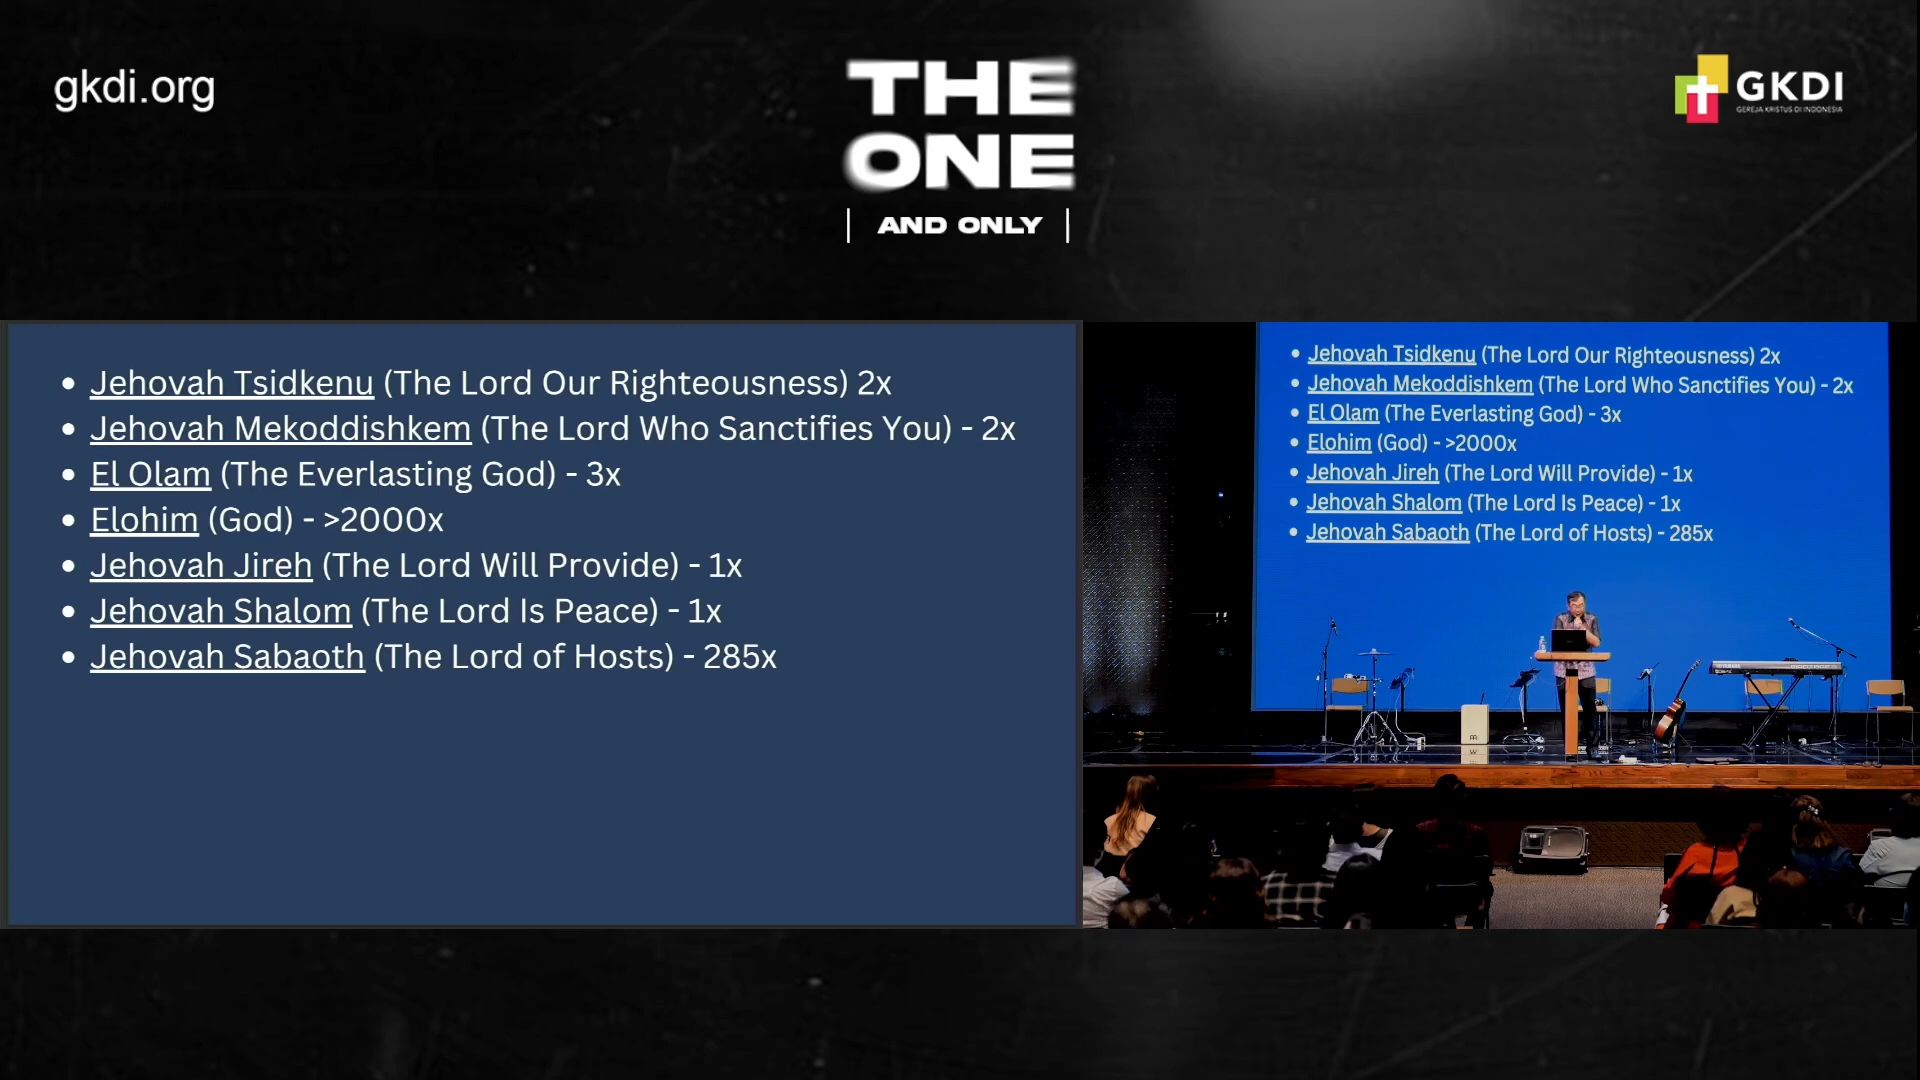 gkdi.org
THE
ONE
AND ONLY
GKDI
GEREJA KRISTUS DI INDONESIA
Jehovah Tsidkenu (The Lord Our Righteousness) 2x
Jehovah Mekoddishkem (The Lord Who Sanctifies You) - 2x
El Olam (The Everlasting God) - 3x
Elohim (God) - >2000x
Jehovah Jireh (The Lord Will Provide) - 1x
Jehovah Shalom (The Lord Is Peace) - 1x
Jehovah Sabaoth (The Lord of Hosts) - 285x
Jehovah Tsidkenu (The Lord Our Righteousness) 2x
Jehovah Mekoddishkem (The Lord Who Sanctifies You) - 2x
El Olam (The Everlasting God) - 3x
Elohim (God) - >2000x
Jehovah Jireh (The Lord Will Provide) - 1x
Jehovah Shalom (The Lord Is Peace) - 1x
Jehovah Sabaoth (The Lord of Hosts) - 285x